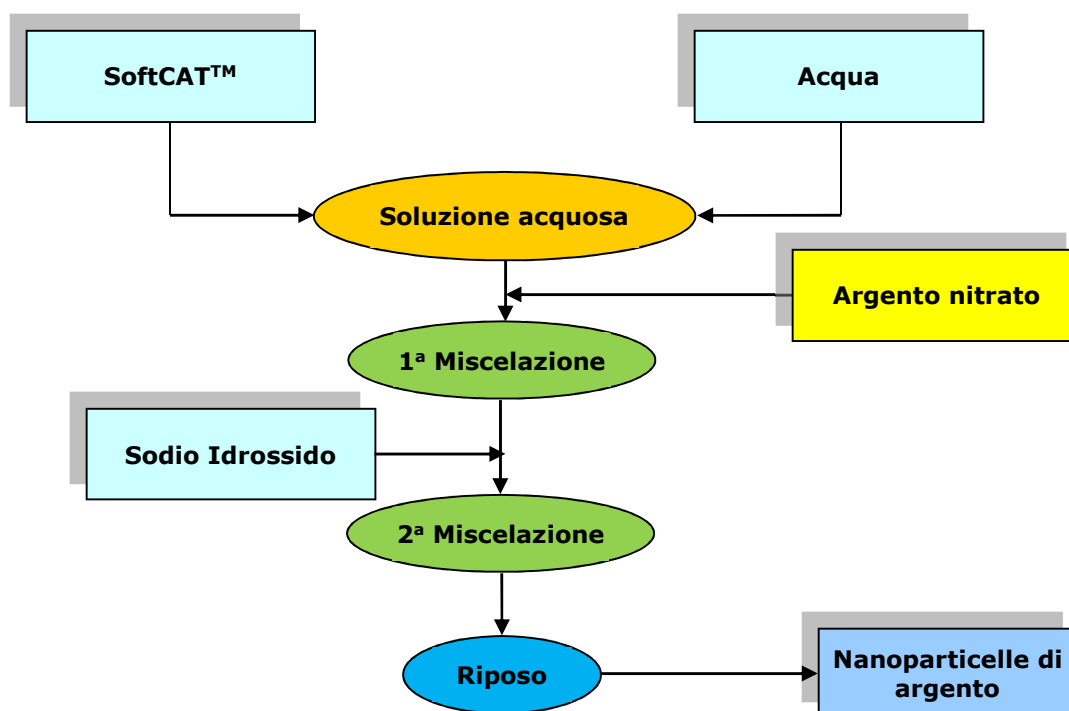 SoftCAT™
Acqua
Soluzione acquosa
Argento nitrato
1ª Miscelazione
Sodio Idrossido
2ª Miscelazione
Riposo
Nanoparticelle di
argento